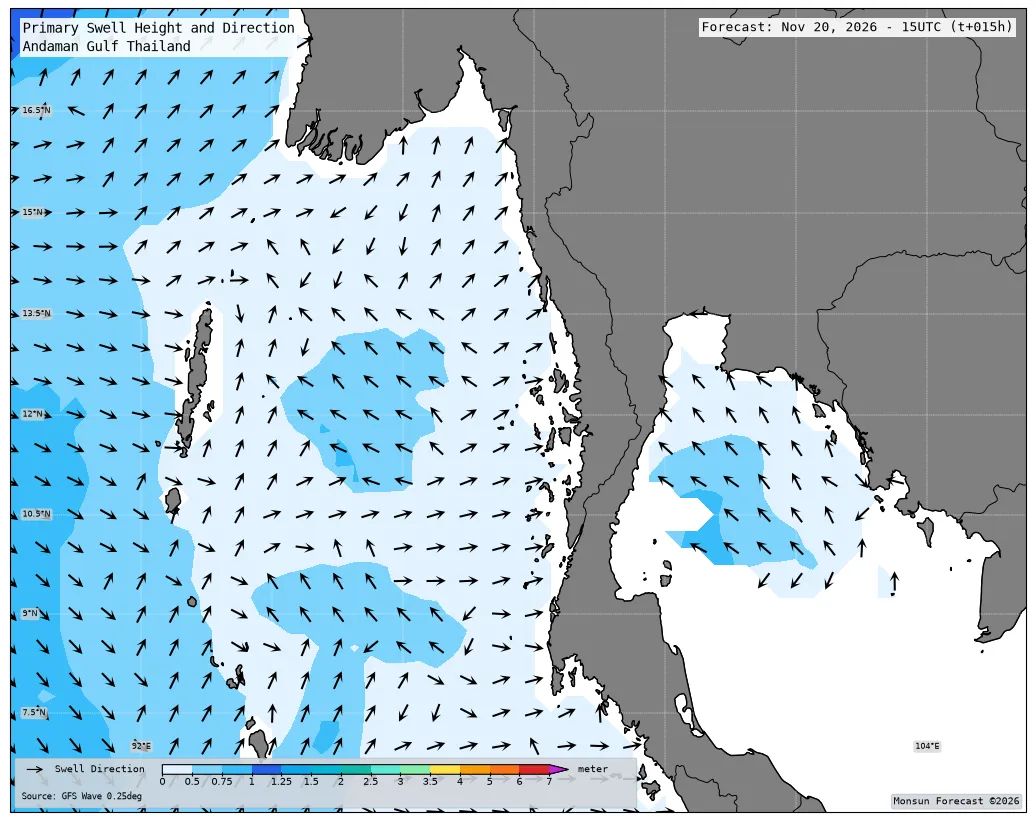 Primary Swell Height and Direction
Andaman Gulf Thailand
Forecast: Nov 20, 2026 - 15UTC (t+015h)
16.5°N
15°N
13.5°N
12°N
10.5°N
9°N
7.5°N
92°E
104°E
Swell Direction
0 0.5 0.75 1 1.25 1.5 2 2.5 3 3.5 4 4.5 5 6 7
meter
Source: GFS Wave 0.25deg
Monsun Forecast ©2026